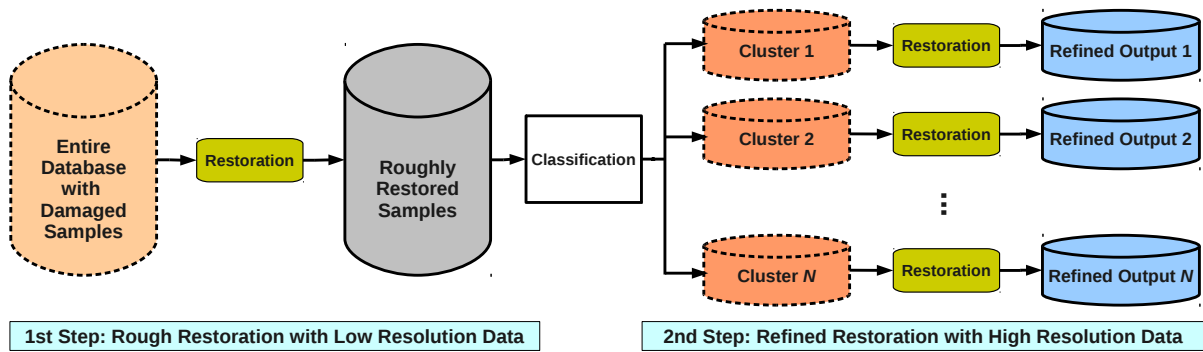 Entire
Database
with
Damaged
Samples
Restoration
Roughly
Restored
Samples
Classification
Cluster 1
Restoration
Refined Output 1
Cluster 2
Restoration
Refined Output 2
...
Cluster N
Restoration
Refined Output N
1st Step: Rough Restoration with Low Resolution Data
2nd Step: Refined Restoration with High Resolution Data